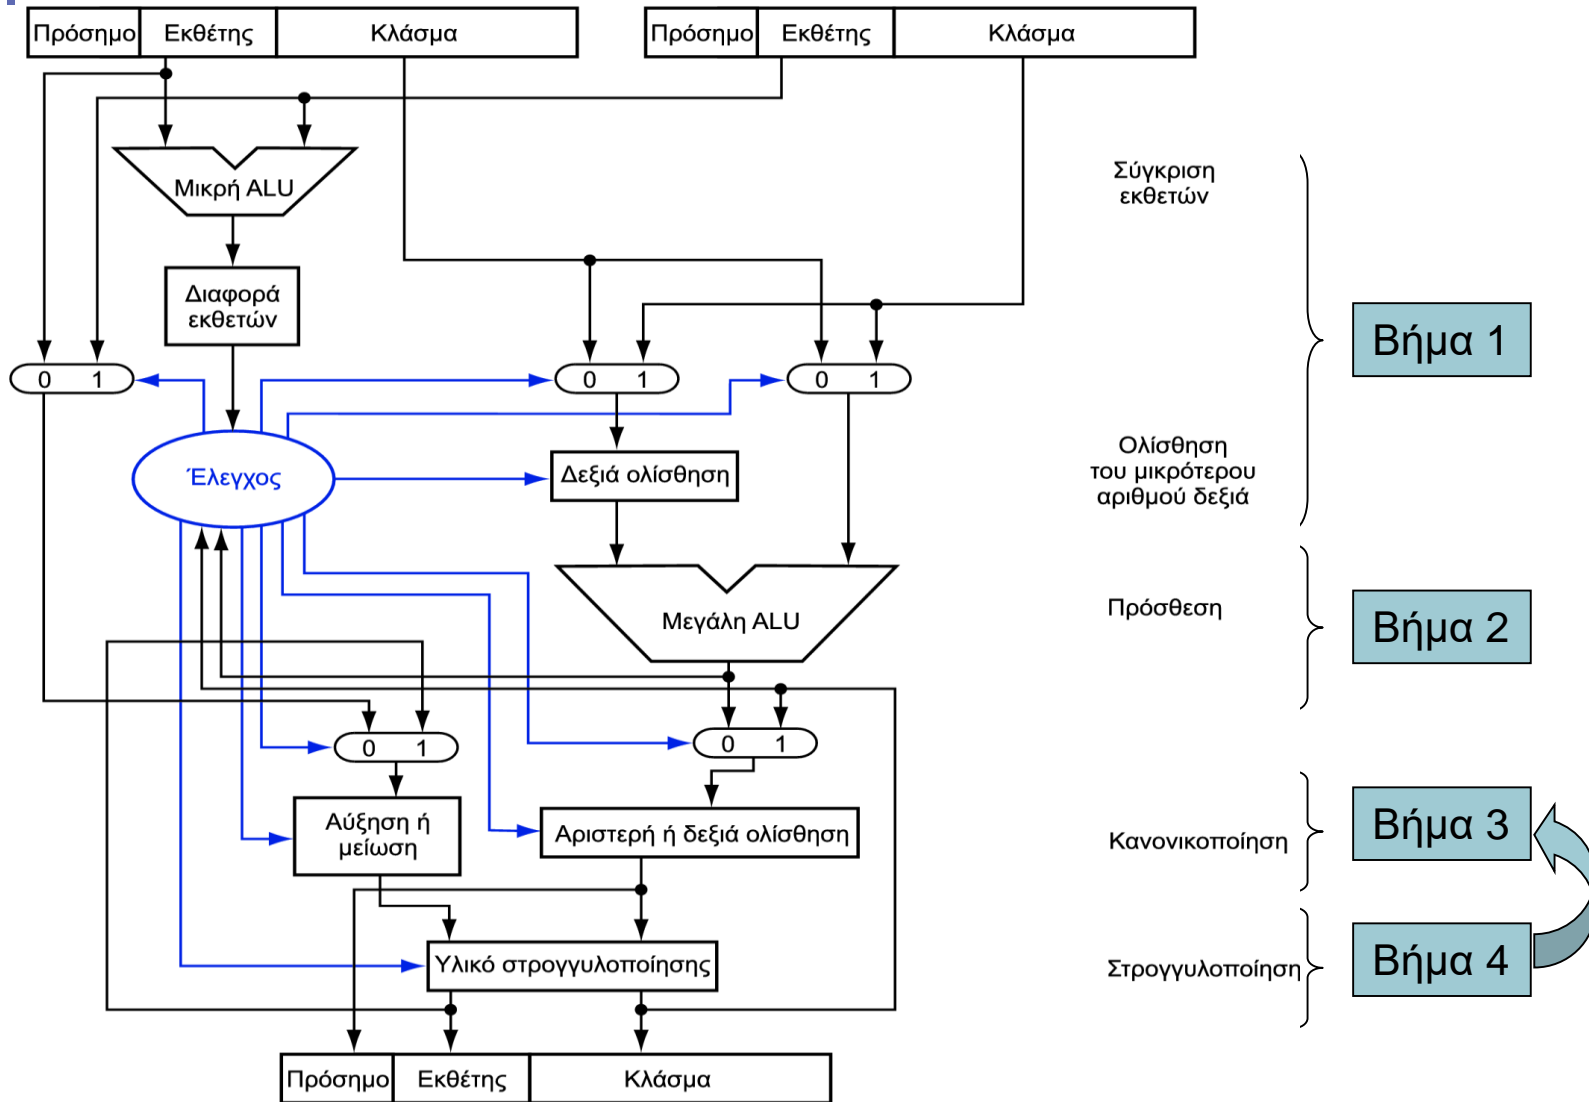 Πρόσημο Εκθέτης Κλάσμα Πρόσημο Εκθέτης Κλάσμα
Μικρή ALU
Σύγκριση
εκθετών
Διαφορά
εκθετών
Βήμα 1
0 1 0 1 0 1
Έλεγχος
Δεξιά ολίσθηση
Ολίσθηση
του μικρότερου
αριθμού δεξιά
Μεγάλη ALU
Πρόσθεση
Βήμα 2
0 1 0 1
Αύξηση ή
μείωση
Αριστερή ή δεξιά ολίσθηση
Κανονικοποίηση
Βήμα 3
Υλικό στρογγυλοποίησης
Στρογγυλοποίηση
Βήμα 4
Πρόσημο Εκθέτης Κλάσμα